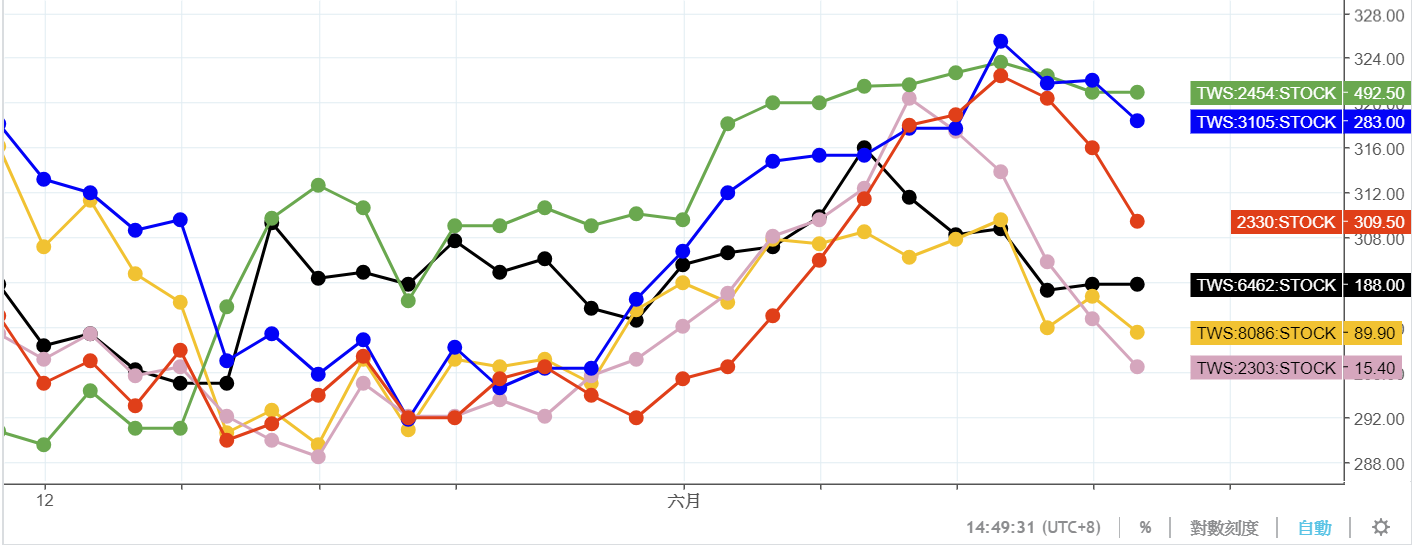 328.00
324.00
TWS:2454:STOCK 492.50
TWS:3105:STOCK 283.00
316.00
312.00
2330:STOCK 309.50
308.00
TWS:6462:STOCK 188.00
TWS:8086:STOCK 89.90
TWS:2303:STOCK 15.40
292.00
288.00
12 六月
14:49:31 (UTC+8) % 對數刻度 自動